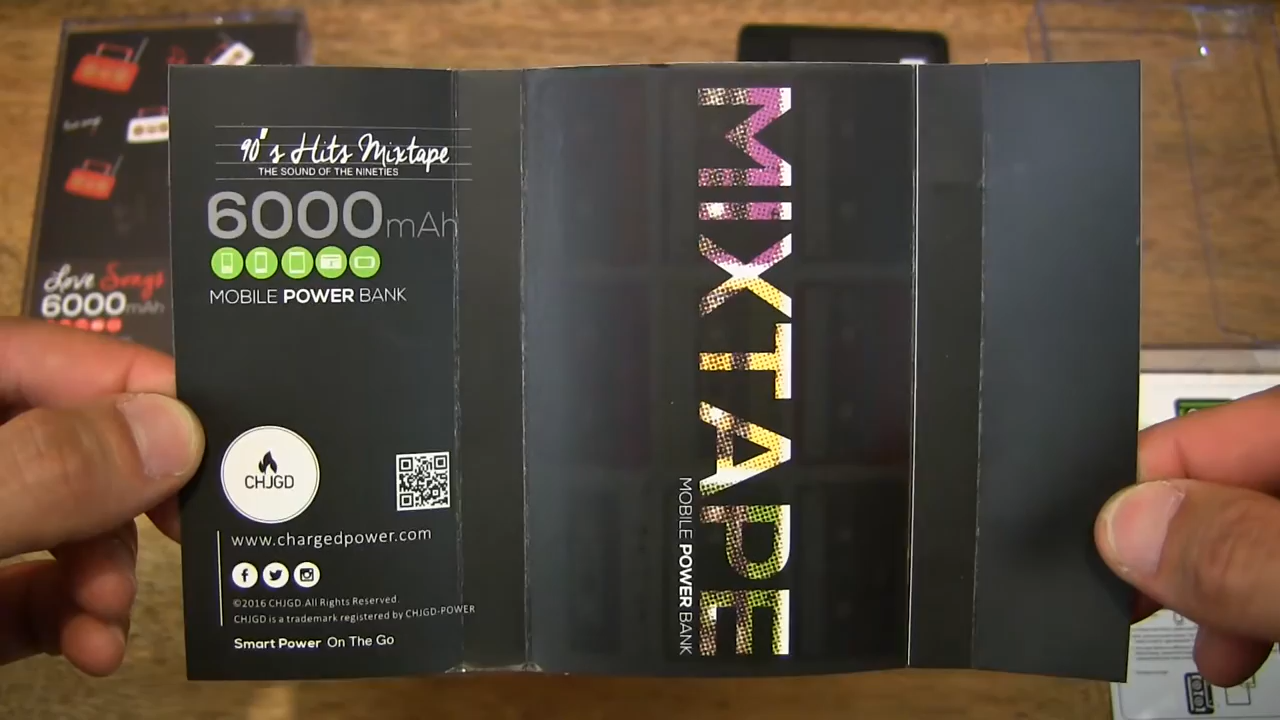 90's Hits Mixtape
THE SOUND OF THE NINETIES
6000mAh
MOBILE POWER BANK
CHJGD
www.chargedpower.com
©2016 CHJGD.All Rights Reserved.
CHJGD is a trademark registered by CHJGD-POWER
Smart Power On The Go
MIXTAPE
MOBILE POWER BANK
Love Songs
6000mAh